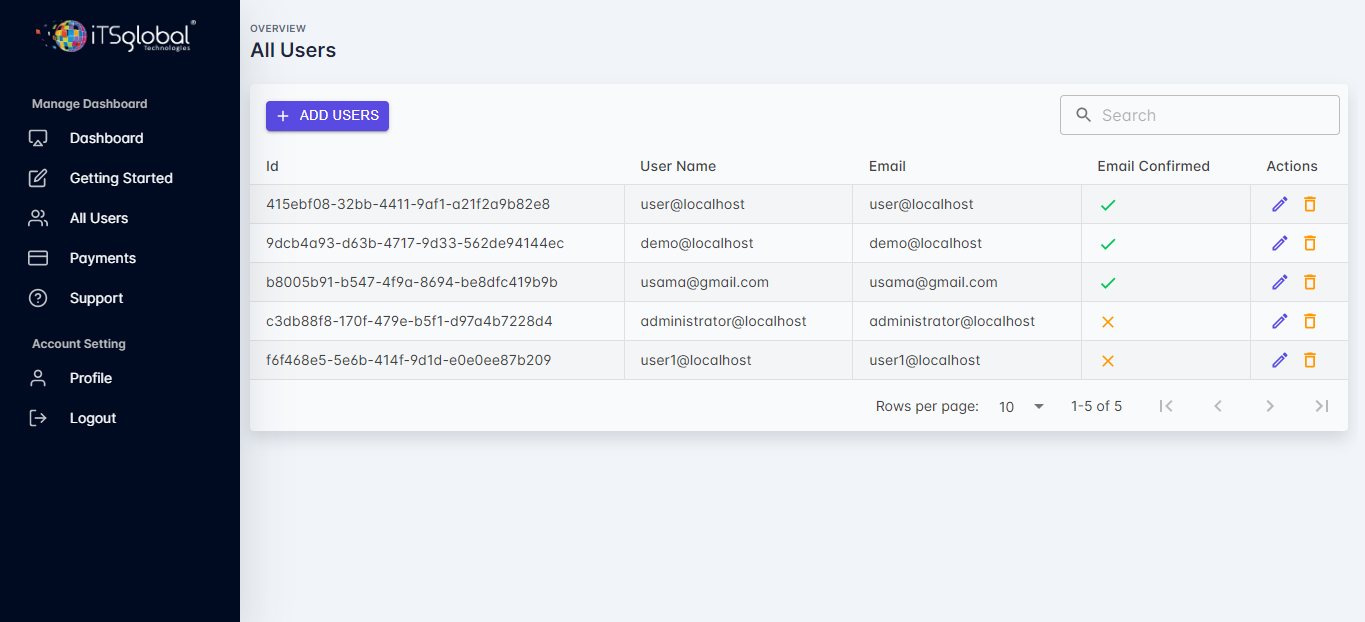 iTSglobal®
Technologies
Manage Dashboard
Dashboard
Getting Started
All Users
Payments
Support
Account Setting
Profile
Logout
OVERVIEW
All Users
ADD USERS
Search
Id User Name Email Email Confirmed Actions
415ebf08-32bb-4411-9af1-a21f2a9b82e8 user@localhost user@localhost
9dcb4a93-d63b-4717-9d33-562de94144ec demo@localhost demo@localhost
b8005b91-b547-4f9a-8694-be8dfc419b9b usama@gmail.com usama@gmail.com
c3db88f8-170f-479e-b5f1-d97a4b7228d4 administrator@localhost administrator@localhost
f6f468e5-5e6b-414f-9d1d-e0e0ee87b209 user1@localhost user1@localhost
Rows per page: 10 1-5 of 5